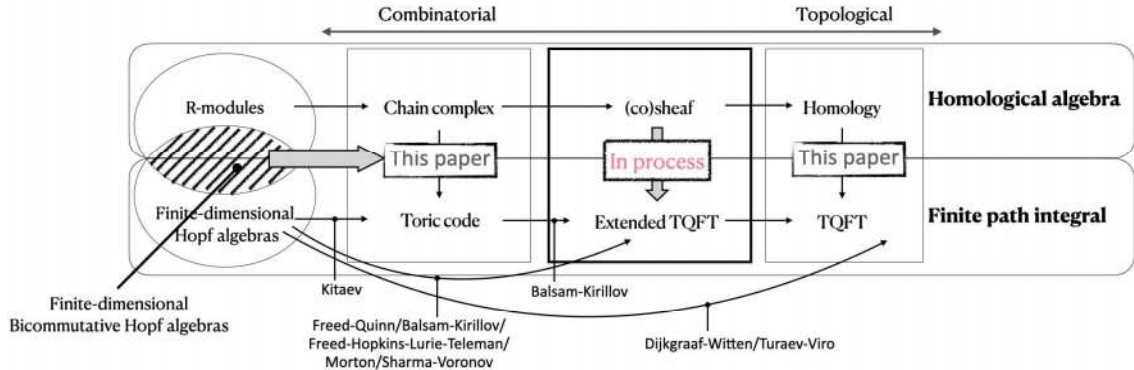 Combinatorial
Topological
R-modules
Chain complex
(co)sheaf
Homology
Homological algebra
This paper
In process
This paper
Finite-dimensional
Hopf algebras
Toric code
Extended TQFT
TQFT
Finite path integral
Kitaev
Balsam-Kirillov
Finite-dimensional
Bicommutative Hopf algebras
Freed-Quinn/Balsam-Kirillov/
Freed-Hopkins-Lurie-Teleman/
Morton/Sharma-Voronov
Dijkgraaf-Witten/Turaev-Viro